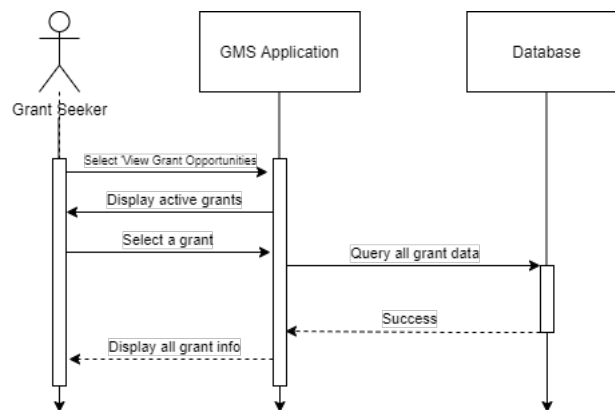 GMS Application
Database
Grant Seeker
Select 'View Grant Opportunities
Display active grants
Select a grant
Query all grant data
Success
Display all grant info